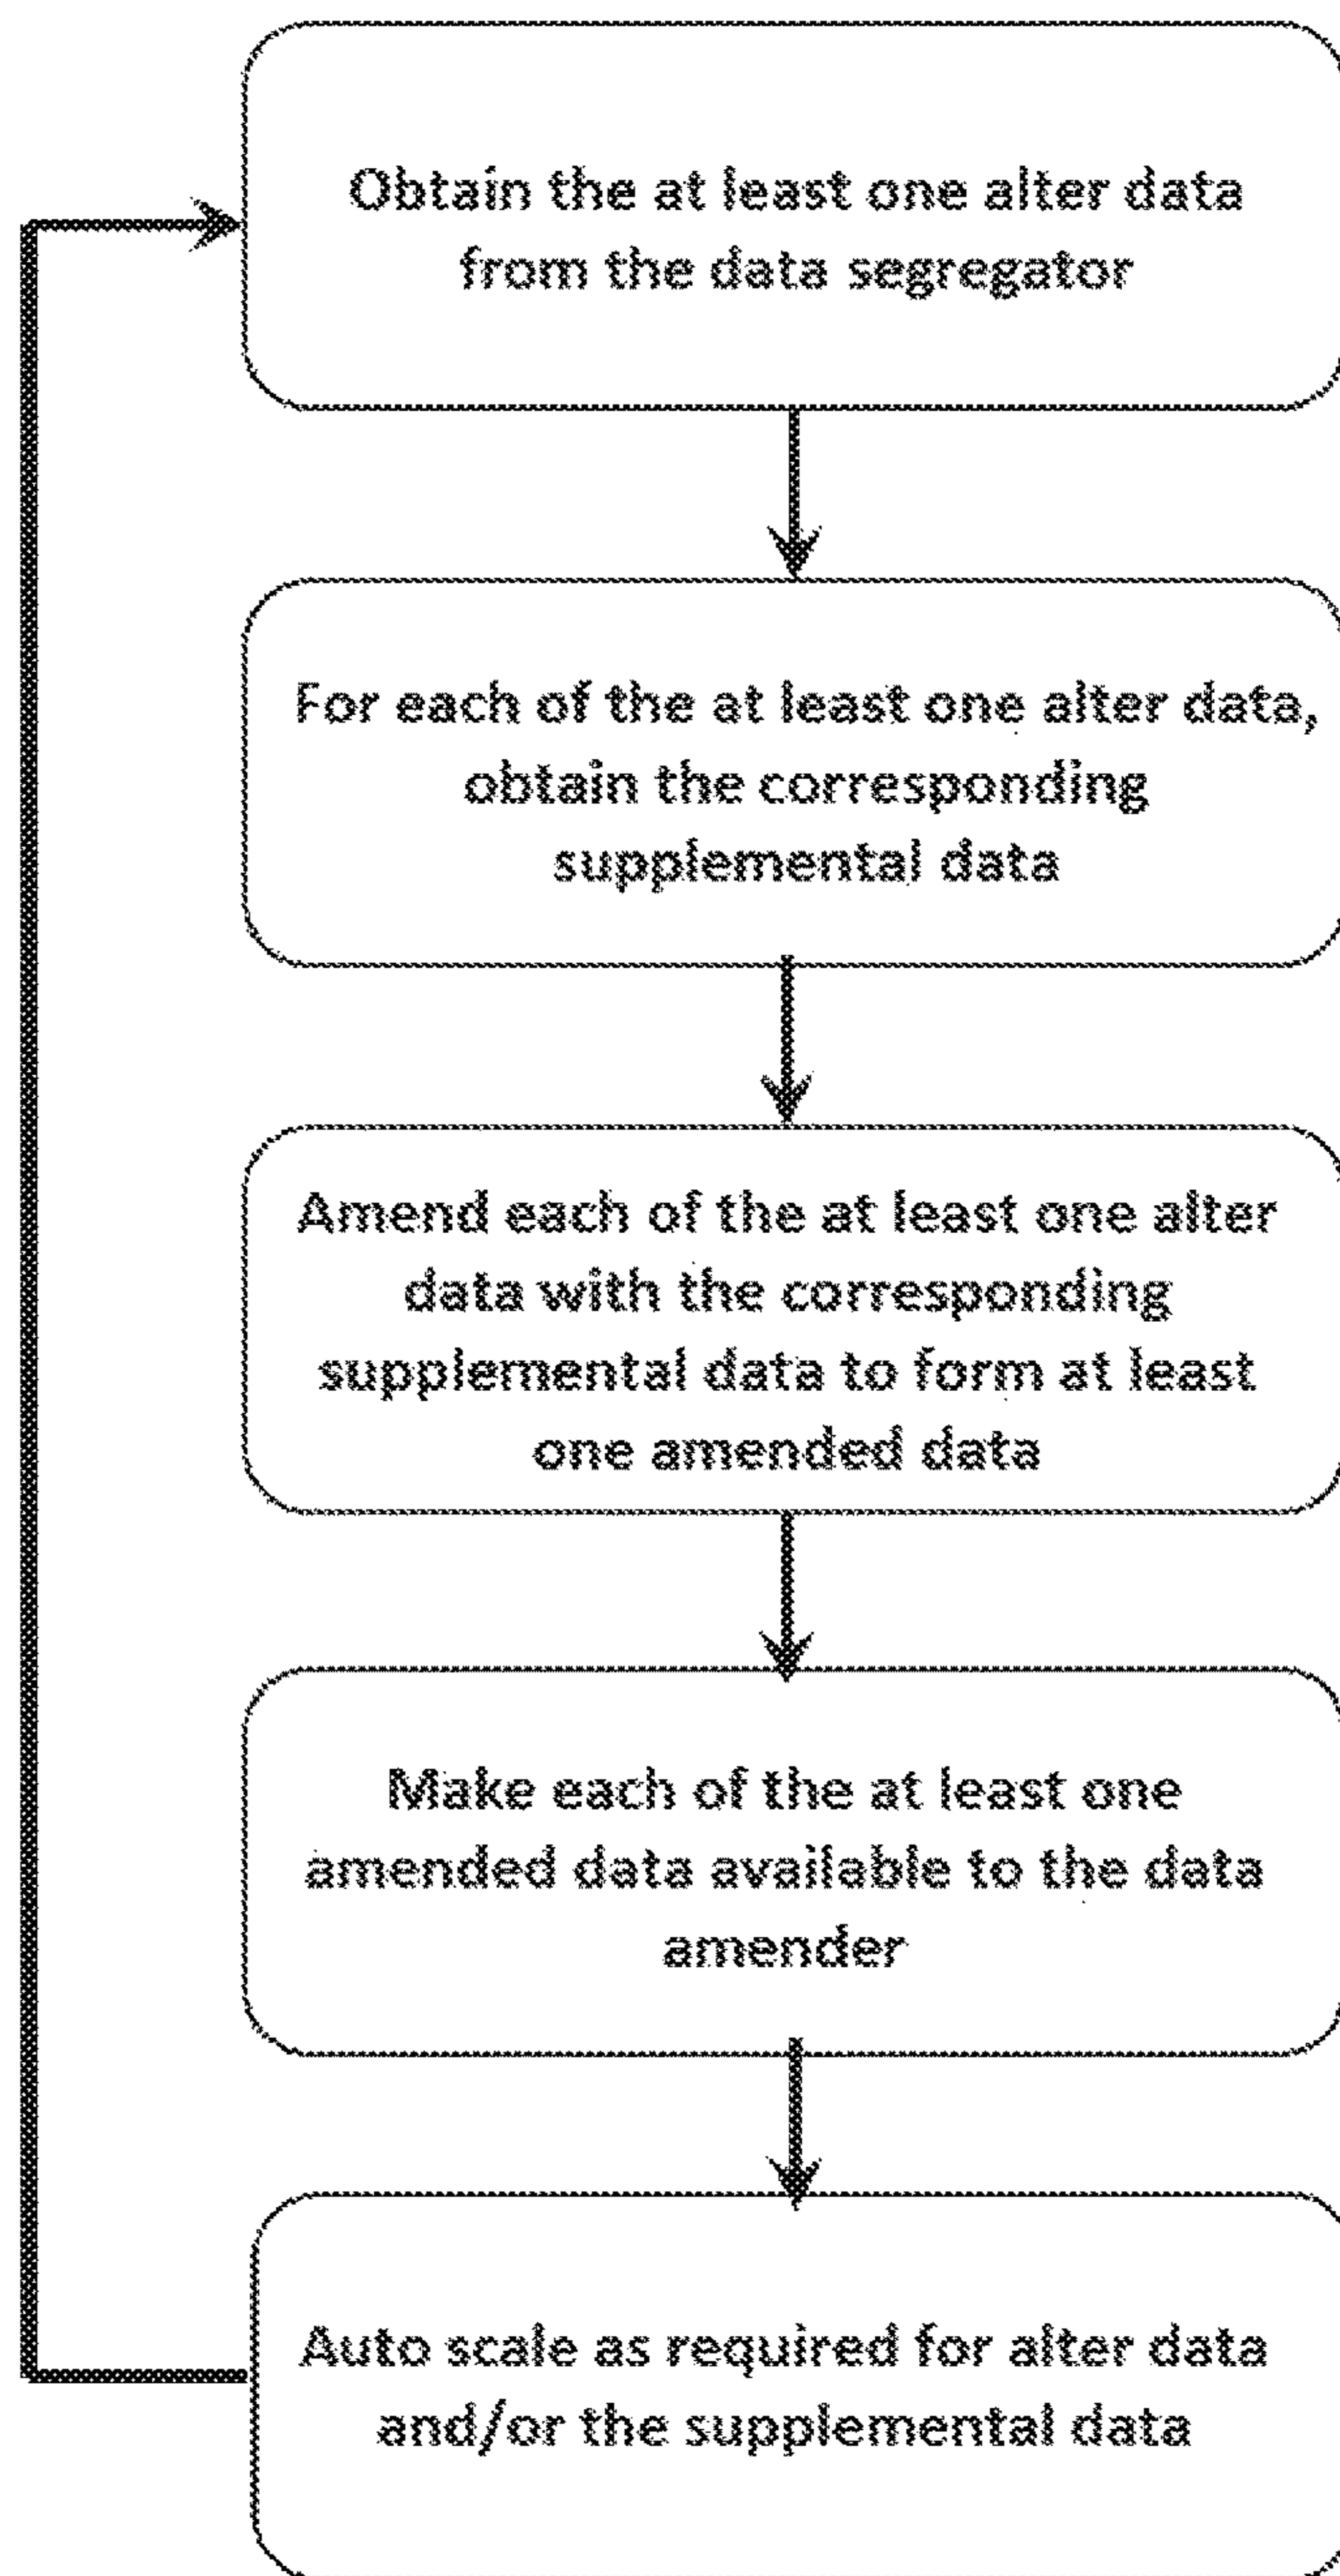 Obtain the at least one alter data
from the data segregator
For each of the at least one alter data,
obtain the corresponding
supplemental data
Amend each of the at least one alter
data with the corresponding
supplemental data to form at least
one amended data
Make each of the at least one
amended data available to the data
amender
Auto scale as required for alter data
and/or the supplemental data